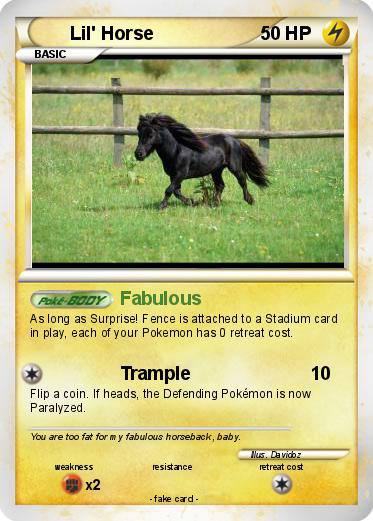 Lil' Horse 50 HP
BASIC
Poké-BODY Fabulous
As long as Surprise! Fence is attached to a Stadium card
in play, each of your Pokemon has 0 retreat cost.
Trample 10
Flip a coin. If heads, the Defending Pokémon is now
Paralyzed.
You are too fat for my fabulous horseback, baby.
Illus. Davidoz
weakness resistance retreat cost
x2
- fake card -